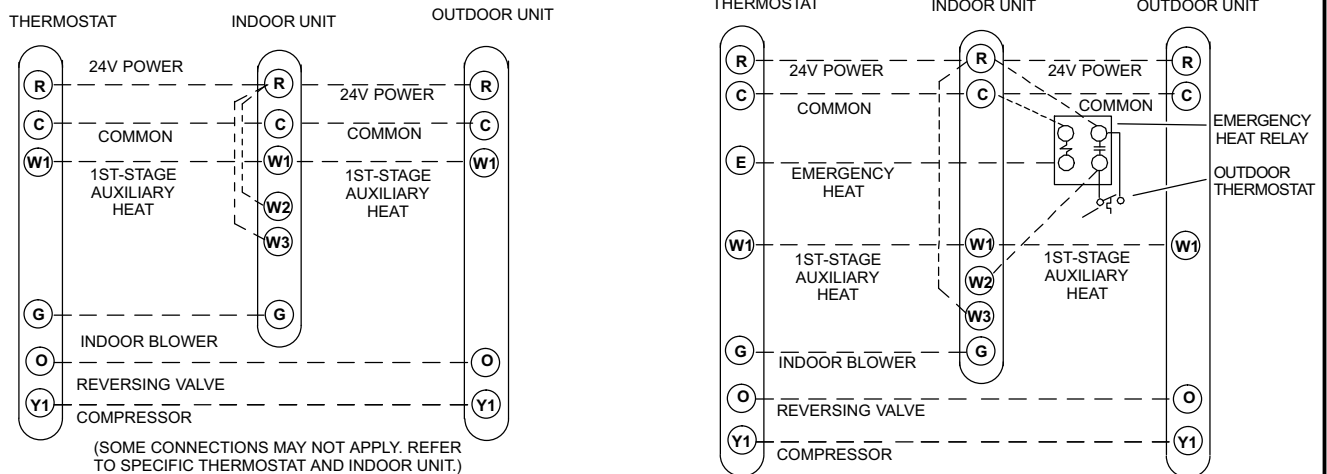 THERMOSTAT
INDOOR UNIT
OUTDOOR UNIT
R
24V POWER
R
24V POWER
R
C
COMMON
C
COMMON
C
W1
1ST-STAGE
AUXILIARY
HEAT
W1
1ST-STAGE
AUXILIARY
HEAT
W1
W2
W3
G
INDOOR BLOWER
G
O
REVERSING VALVE
O
Y1
COMPRESSOR
Y1
(SOME CONNECTIONS MAY NOT APPLY. REFER
TO SPECIFIC THERMOSTAT AND INDOOR UNIT.)
THERMOSTAT
INDOOR UNIT
OUTDOOR UNIT
R
24V POWER
R
24V POWER
R
C
COMMON
C
COMMON
C
EMERGENCY
HEAT RELAY
E
EMERGENCY
HEAT
OUTDOOR
THERMOSTAT
W1
1ST-STAGE
AUXILIARY
HEAT
W1
1ST-STAGE
AUXILIARY
HEAT
W1
W2
W3
G
INDOOR BLOWER
G
O
REVERSING VALVE
O
Y1
COMPRESSOR
Y1